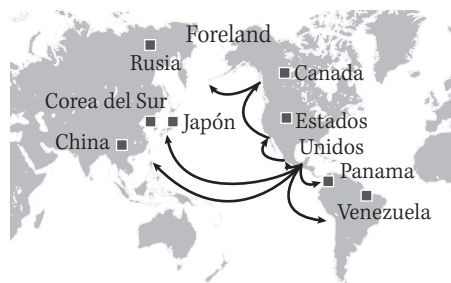 Foreland
Rusia
Canada
Corea del Sur
Japón
Estados
Unidos
China
Panama
Venezuela